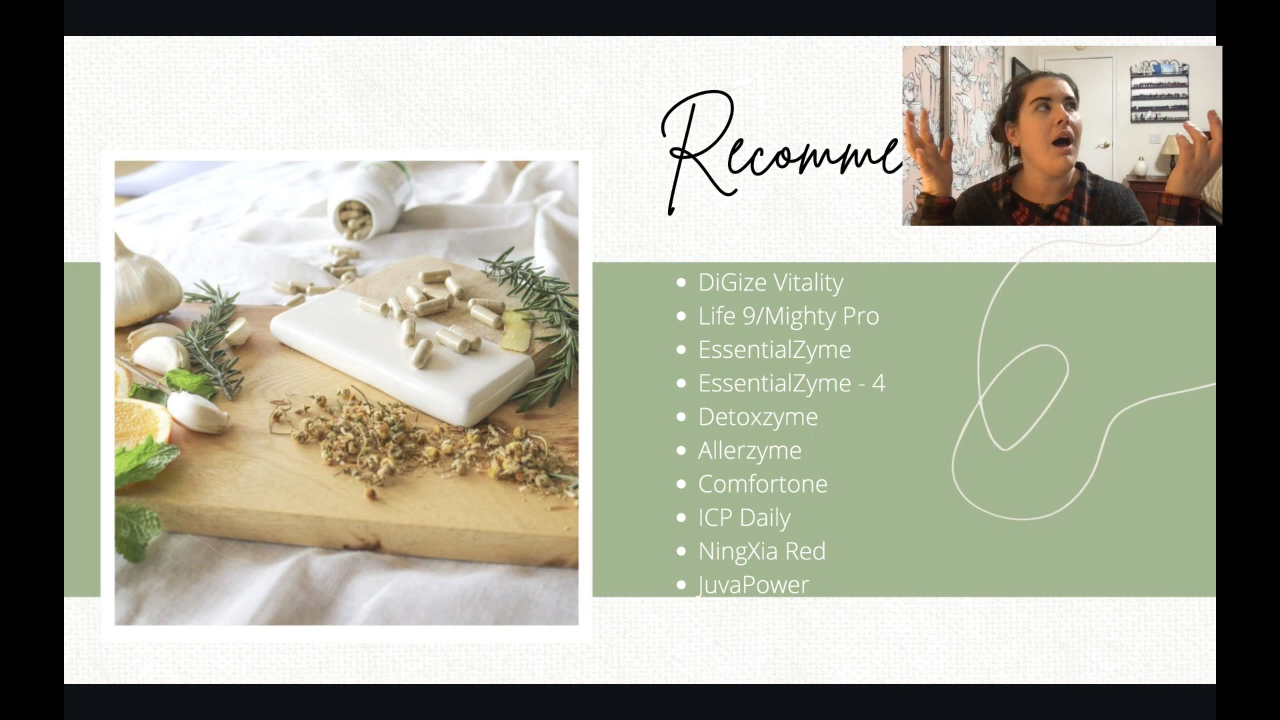 Recomme
DiGize Vitality
Life 9/Mighty Pro
EssentialZyme
EssentialZyme - 4
Detoxzyme
Allerzyme
Comfortone
ICP Daily
NingXia Red
JuvaPower